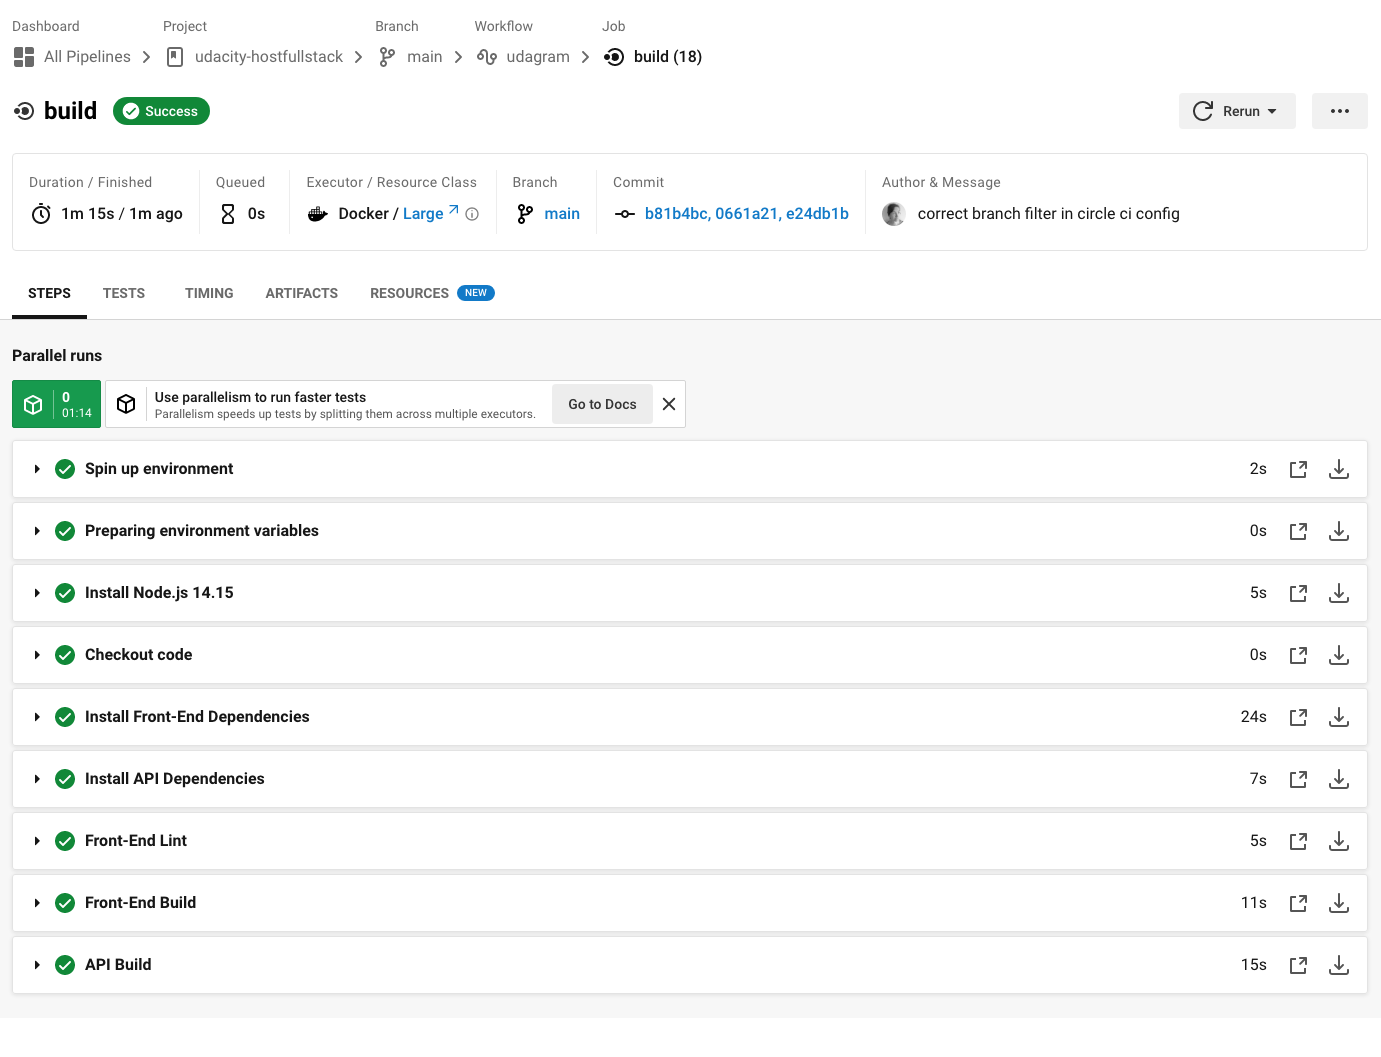 Dashboard Project Branch Workflow Job
All Pipelines udacity-hostfullstack main udagram build (18)
build Success Rerun
Duration / Finished Queued Executor / Resource Class Branch Commit Author & Message
1m 15s / 1m ago 0s Docker / Large main b81b4bc, 0661a21, e24db1b correct branch filter in circle ci config
STEPS TESTS TIMING ARTIFACTS RESOURCES NEW
Parallel runs
0
01:14
Use parallelism to run faster tests
Parallelism speeds up tests by splitting them across multiple executors.
Go to Docs
Spin up environment 2s
Preparing environment variables 0s
Install Node.js 14.15 5s
Checkout code 0s
Install Front-End Dependencies 24s
Install API Dependencies 7s
Front-End Lint 5s
Front-End Build 11s
API Build 15s